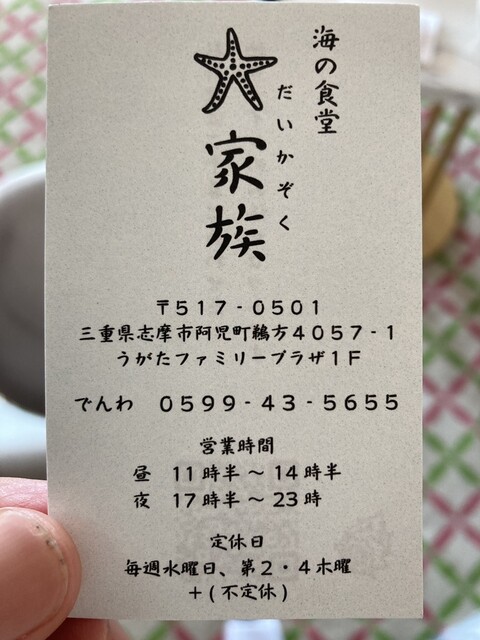 海の食堂
だいかぞく
家族
〒517-0501
三重県志摩市阿児町鵜方4057-1
うがたファミリープラザ1F
でんわ 0599-43-5655
営業時間
昼 11時半～14時半
夜 17時半～23時
定休日
毎週水曜日、第2・4木曜
+(不定休)